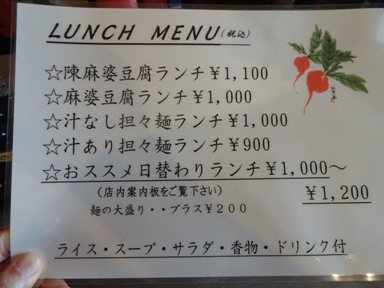 LUNCH MENU(税込)
☆陳麻婆豆腐ランチ¥1,100
☆麻婆豆腐ランチ¥1,000
☆汁なし担々麺ランチ¥1,000
☆汁あり担々麺ランチ¥900
☆おススメ日替わりランチ¥1,000～
(店内案内板をご覧下さい) ¥1,200
麺の大盛り・・プラス¥200
ライス・スープ・サラダ・香物・ドリンク付